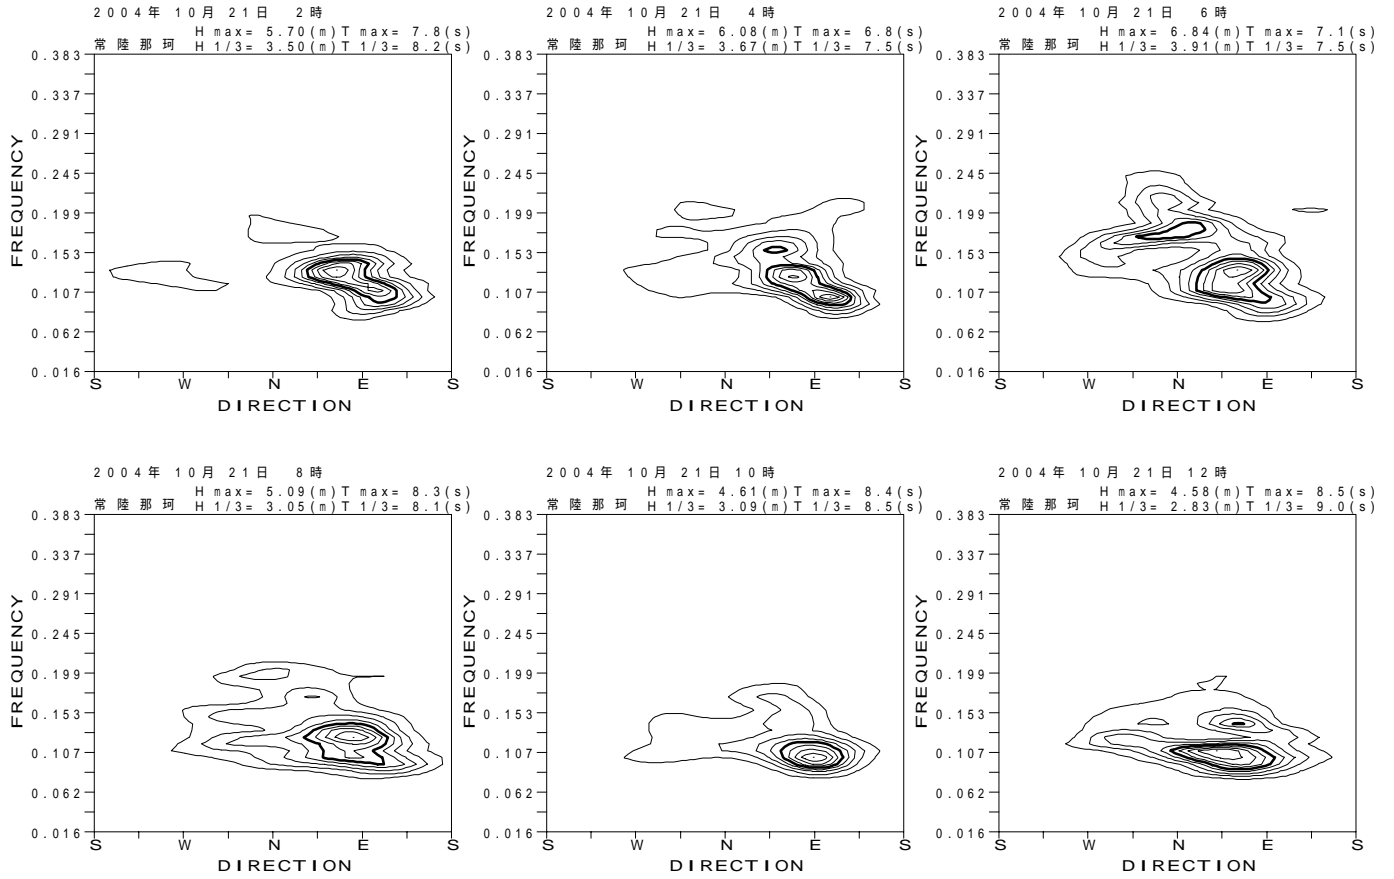 2004年 10月 21日 2時
H max= 5.70(m) T max= 7.8(s)
常陸那珂 H 1/3= 3.50(m) T 1/3= 8.2(s)
0.383
0.337
0.291
0.245
0.199
0.153
0.107
0.062
0.016
FREQUENCY
S W N E S
DIRECTION
2004年 10月 21日 4時
H max= 6.08(m) T max= 6.8(s)
常陸那珂 H 1/3= 3.67(m) T 1/3= 7.5(s)
0.383
0.337
0.291
0.245
0.199
0.153
0.107
0.062
0.016
FREQUENCY
S W N E S
DIRECTION
2004年 10月 21日 6時
H max= 6.84(m) T max= 7.1(s)
常陸那珂 H 1/3= 3.91(m) T 1/3= 7.5(s)
0.383
0.337
0.291
0.245
0.199
0.153
0.107
0.062
0.016
FREQUENCY
S W N E S
DIRECTION
2004年 10月 21日 8時
H max= 5.09(m) T max= 8.3(s)
常陸那珂 H 1/3= 3.05(m) T 1/3= 8.1(s)
0.383
0.337
0.291
0.245
0.199
0.153
0.107
0.062
0.016
FREQUENCY
S W N E S
DIRECTION
2004年 10月 21日 10時
H max= 4.61(m) T max= 8.4(s)
常陸那珂 H 1/3= 3.09(m) T 1/3= 8.5(s)
0.383
0.337
0.291
0.245
0.199
0.153
0.107
0.062
0.016
FREQUENCY
S W N E S
DIRECTION
2004年 10月 21日 12時
H max= 4.58(m) T max= 8.5(s)
常陸那珂 H 1/3= 2.83(m) T 1/3= 9.0(s)
0.383
0.337
0.291
0.245
0.199
0.153
0.107
0.062
0.016
FREQUENCY
S W N E S
DIRECTION